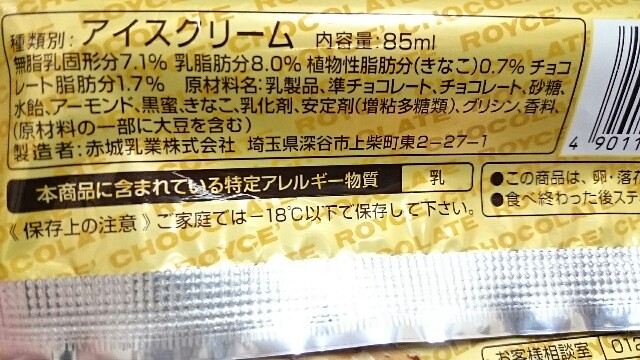 種類別: アイスクリーム 内容量:85ml
無脂乳固形分7.1% 乳脂肪分8.0% 植物性脂肪分(きなこ)0.7% チョコ
レート脂肪分1.7% 原材料名:乳製品、準チョコレート、チョコレート、砂糖、
水飴、アーモンド、黒蜜、きなこ、乳化剤、安定剤(増粘多糖類)、グリシン、香料、
(原材料の一部に大豆を含む)
製造者:赤城乳業株式会社 埼玉県深谷市上柴町東2-27-1
4 9011
本商品に含まれている特定アレルギー物質 乳
●この商品は、卵・落花
●食べ終わった後ステ
《保存上の注意》ご家庭では-18℃以下で保存して下さい。
ROYCE' CHOCOLATE
お客様相談室 012